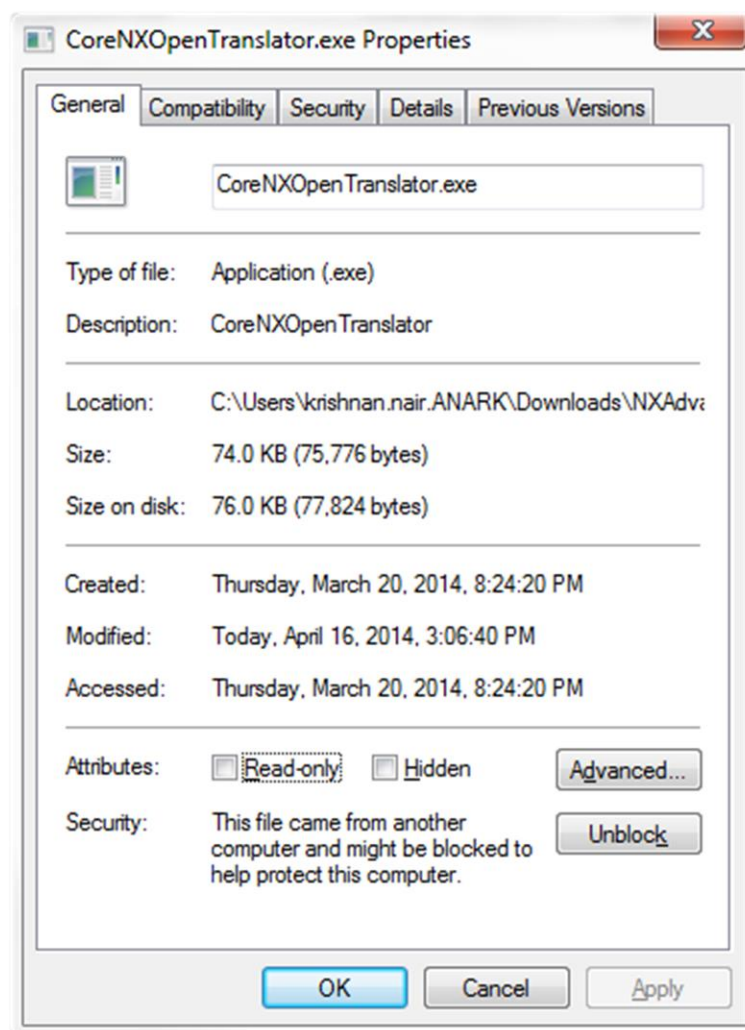 CoreNXOpenTranslator.exe Properties
General Compatibility Security Details Previous Versions
CoreNXOpenTranslator.exe
Type of file: Application (.exe)
Description: CoreNXOpenTranslator
Location: C:\Users\krishnan.nair.ANARK\Downloads\NXAdva
Size: 74.0 KB (75,776 bytes)
Size on disk: 76.0 KB (77,824 bytes)
Created: Thursday, March 20, 2014, 8:24:20 PM
Modified: Today, April 16, 2014, 3:06:40 PM
Accessed: Thursday, March 20, 2014, 8:24:20 PM
Attributes: Read-only Hidden Advanced...
Security: This file came from another
computer and might be blocked to
help protect this computer.
Unblock
OK Cancel Apply